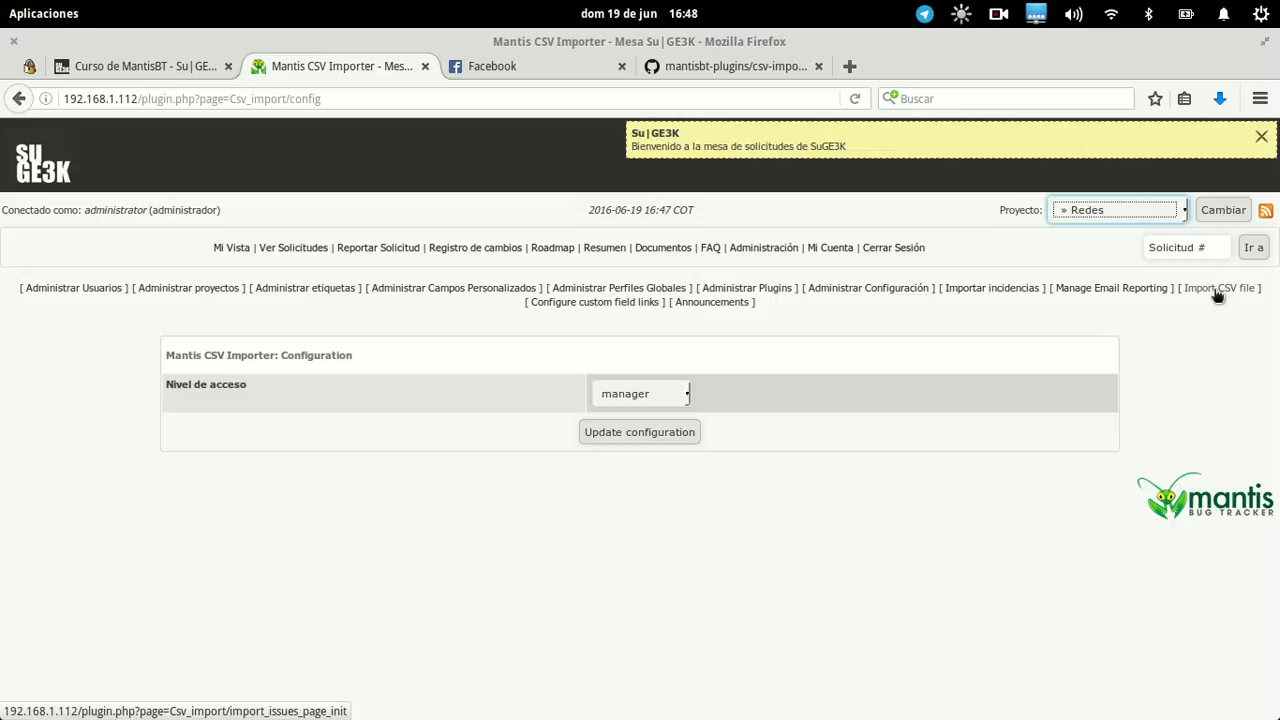 Aplicaciones
dom 19 de jun 16:48
Mantis CSV Importer - Mesa Su|GE3K - Mozilla Firefox
Curso de MantisBT - Su|GE...
Mantis CSV Importer - Mes...
Facebook
mantisbt-plugins/csv-impo...
192.168.1.112/plugin.php?page=Csv_import/config
Buscar
SU
GE3K
Su|GE3K
Bienvenido a la mesa de solicitudes de SuGE3K
Conectado como: administrator (administrador)
2016-06-19 16:47 COT
Proyecto:
» Redes
Cambiar
Mi Vista | Ver Solicitudes | Reportar Solicitud | Registro de cambios | Roadmap | Resumen | Documentos | FAQ | Administración | Mi Cuenta | Cerrar Sesión
Solicitud #
Ir a
[ Administrar Usuarios ] [ Administrar proyectos ] [ Administrar etiquetas ] [ Administrar Campos Personalizados ] [ Administrar Perfiles Globales ] [ Administrar Plugins ] [ Administrar Configuración ] [ Importar incidencias ] [ Manage Email Reporting ] [ Import CSV file ]
[ Configure custom field links ] [ Announcements ]
Mantis CSV Importer: Configuration
Nivel de acceso
manager
Update configuration
mantis
BUG TRACKER
192.168.1.112/plugin.php?page=Csv_import/import_issues_page_init